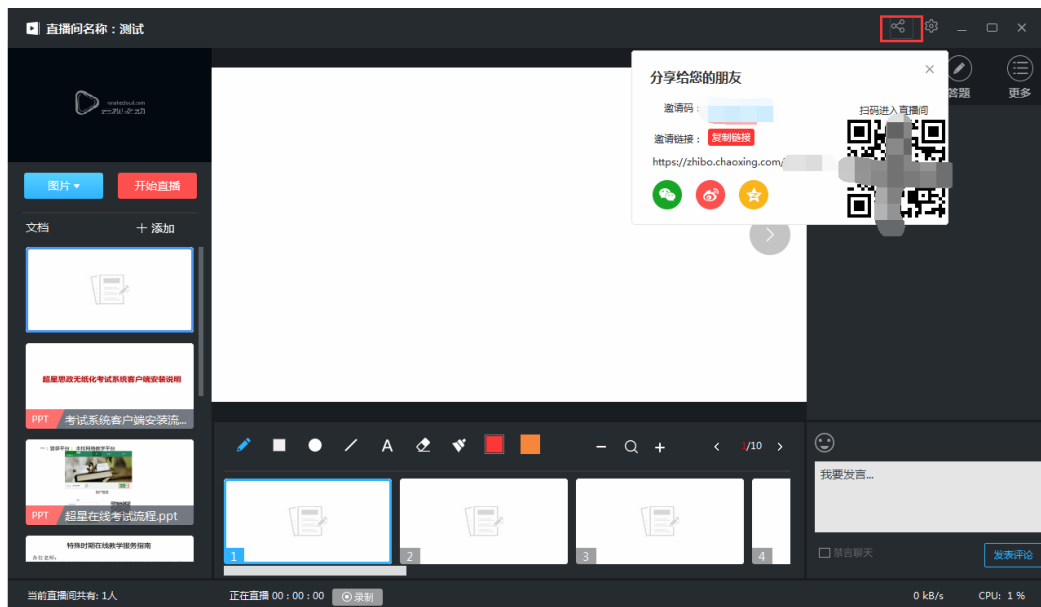 直播间名称：测试
分享给您的朋友
邀请码：
邀请链接： 复制链接
https://zhibo.chaoxing.com/
扫码进入直播间
答题
更多
图片
开始直播
文档
添加
超星思政无纸化考试系统客户端安装说明
PPT 考试系统客户端安装流...
PPT 超星在线考试流程.ppt
特殊时期在线教学服务指南
A
1/10
1
2
3
4
我要发言...
禁言聊天
发表评论
当前直播间共有: 1人
正在直播 00 : 00 : 00
录制
0 kB/s
CPU: 1 %